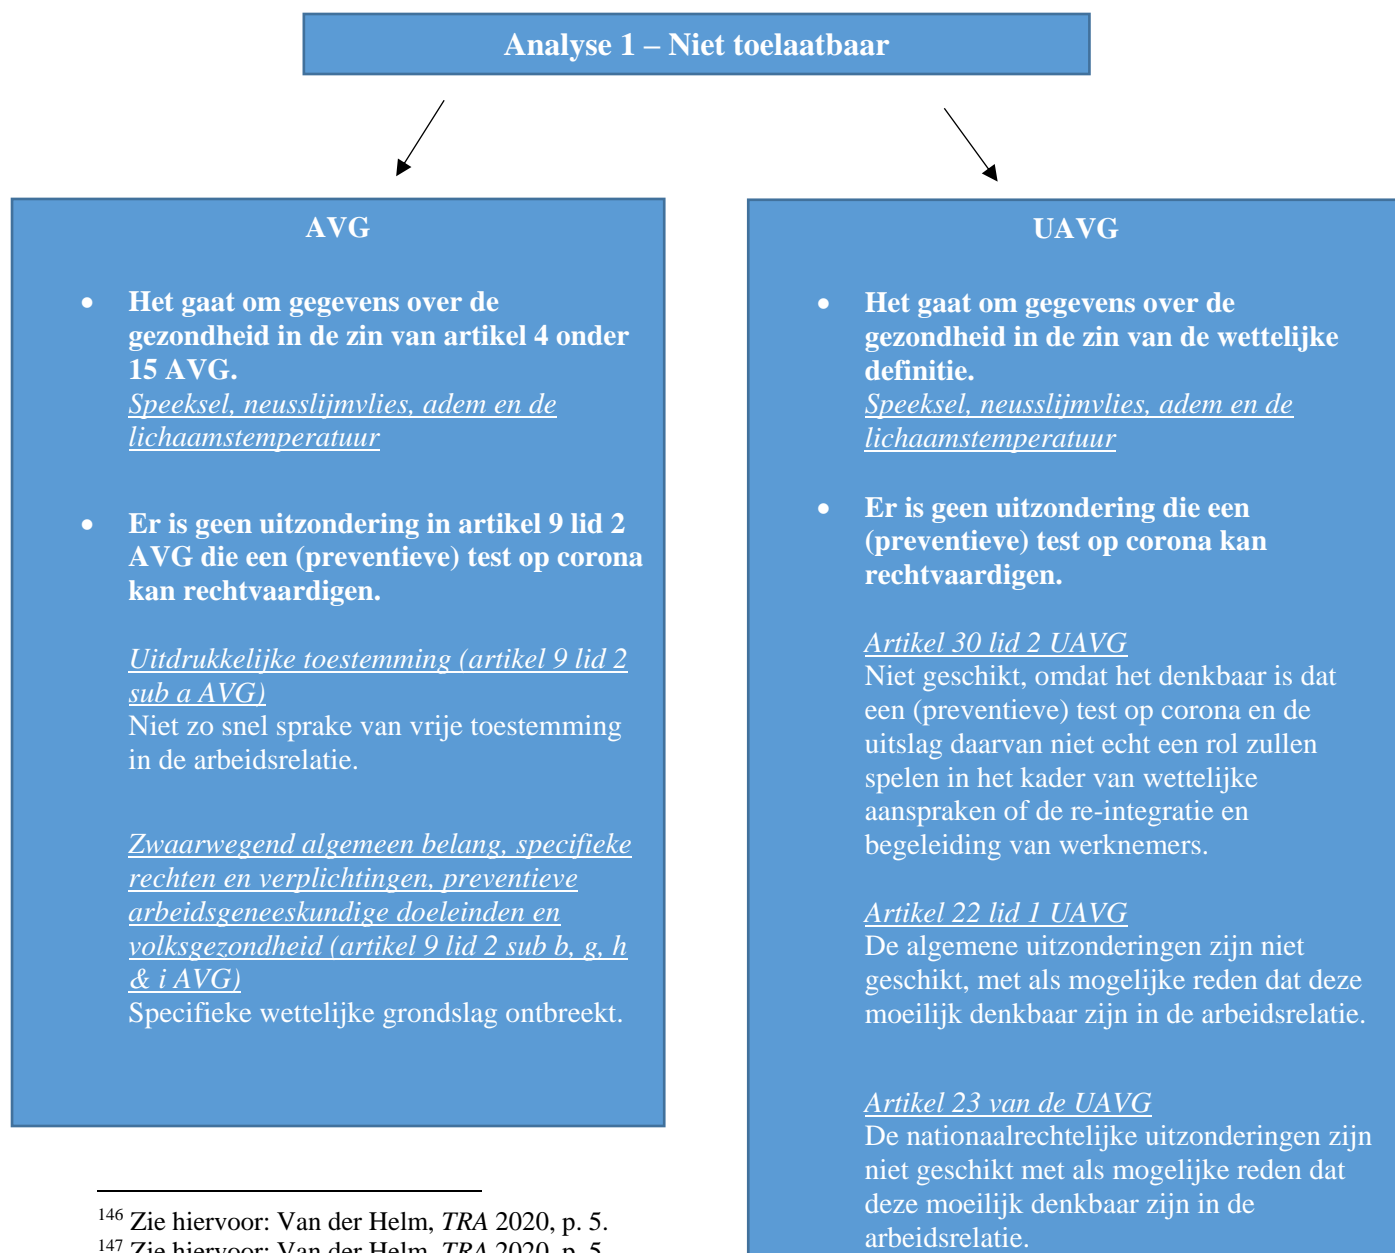 Analyse 1 – Niet toelaatbaar
AVG
• Het gaat om gegevens over de
gezondheid in de zin van artikel 4 onder
15 AVG.
Speeksel, neusslijmvlies, adem en de
lichaamstemperatuur
• Er is geen uitzondering in artikel 9 lid 2
AVG die een (preventieve) test op corona
kan rechtvaardigen.
Uitdrukkelijke toestemming (artikel 9 lid 2
sub a AVG)
Niet zo snel sprake van vrije toestemming
in de arbeidsrelatie.
Zwaarwegend algemeen belang, specifieke
rechten en verplichtingen, preventieve
arbeidsgeneeskundige doeleinden en
volksgezondheid (artikel 9 lid 2 sub b, g, h
& i AVG)
Specifieke wettelijke grondslag ontbreekt.
UAVG
• Het gaat om gegevens over de
gezondheid in de zin van de wettelijke
definitie.
Speeksel, neusslijmvlies, adem en de
lichaamstemperatuur
• Er is geen uitzondering die een
(preventieve) test op corona kan
rechtvaardigen.
Artikel 30 lid 2 UAVG
Niet geschikt, omdat het denkbaar is dat
een (preventieve) test op corona en de
uitslag daarvan niet echt een rol zullen
spelen in het kader van wettelijke
aanspraken of de re-integratie en
begeleiding van werknemers.
Artikel 22 lid 1 UAVG
De algemene uitzonderingen zijn niet
geschikt, met als mogelijke reden dat deze
moeilijk denkbaar zijn in de arbeidsrelatie.
Artikel 23 van de UAVG
De nationaalrechtelijke uitzonderingen zijn
niet geschikt met als mogelijke reden dat
deze moeilijk denkbaar zijn in de
arbeidsrelatie.
146 Zie hiervoor: Van der Helm, TRA 2020, p. 5.
147 Zie hiervoor: Van der Helm, TRA 2020, p. 5